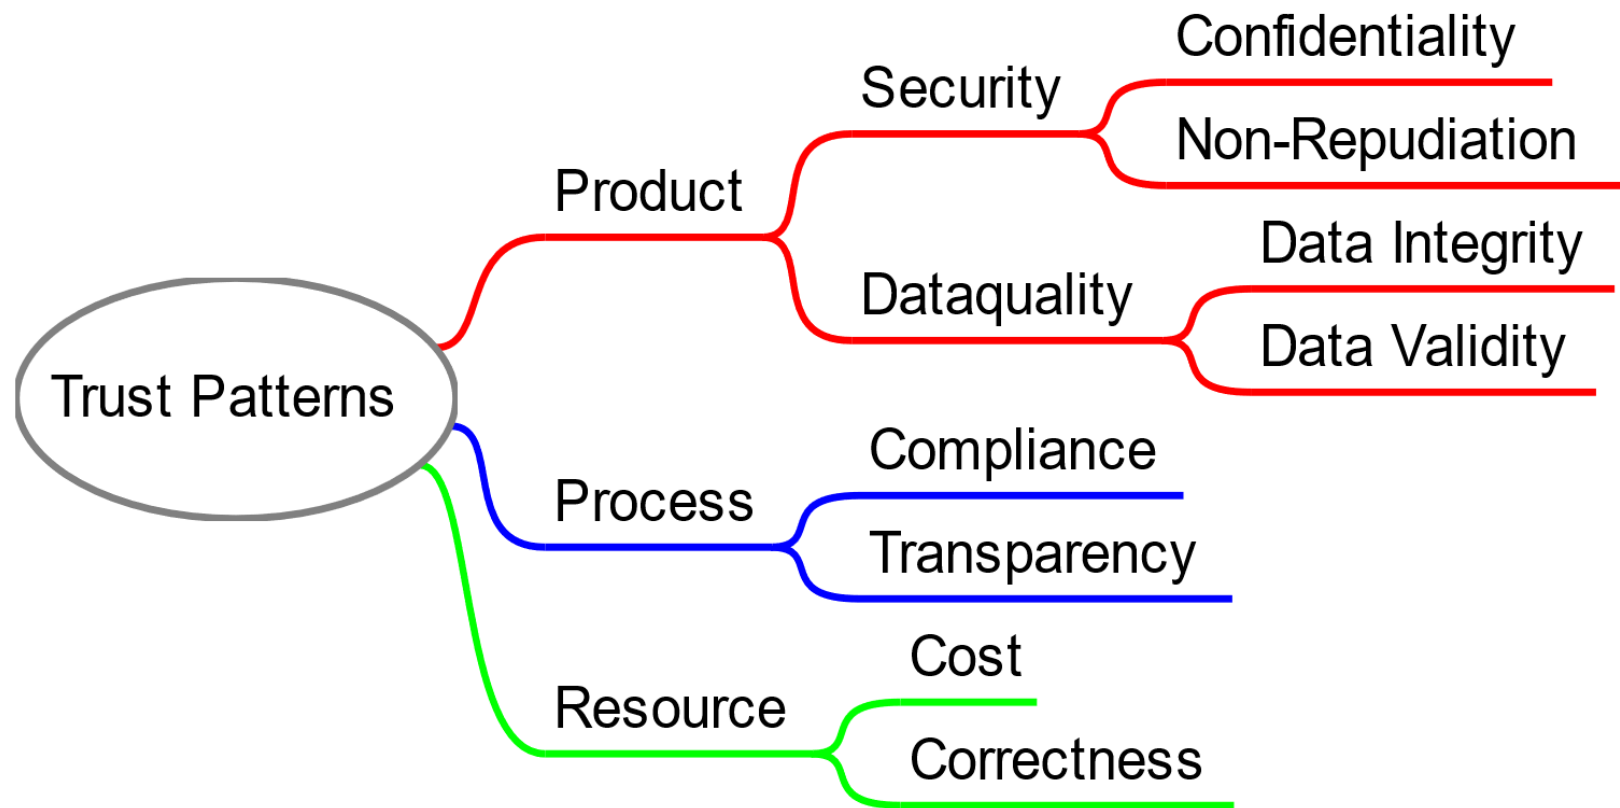 Trust Patterns
Product
Security
Confidentiality
Non-Repudiation
Dataquality
Data Integrity
Data Validity
Process
Compliance
Transparency
Resource
Cost
Correctness